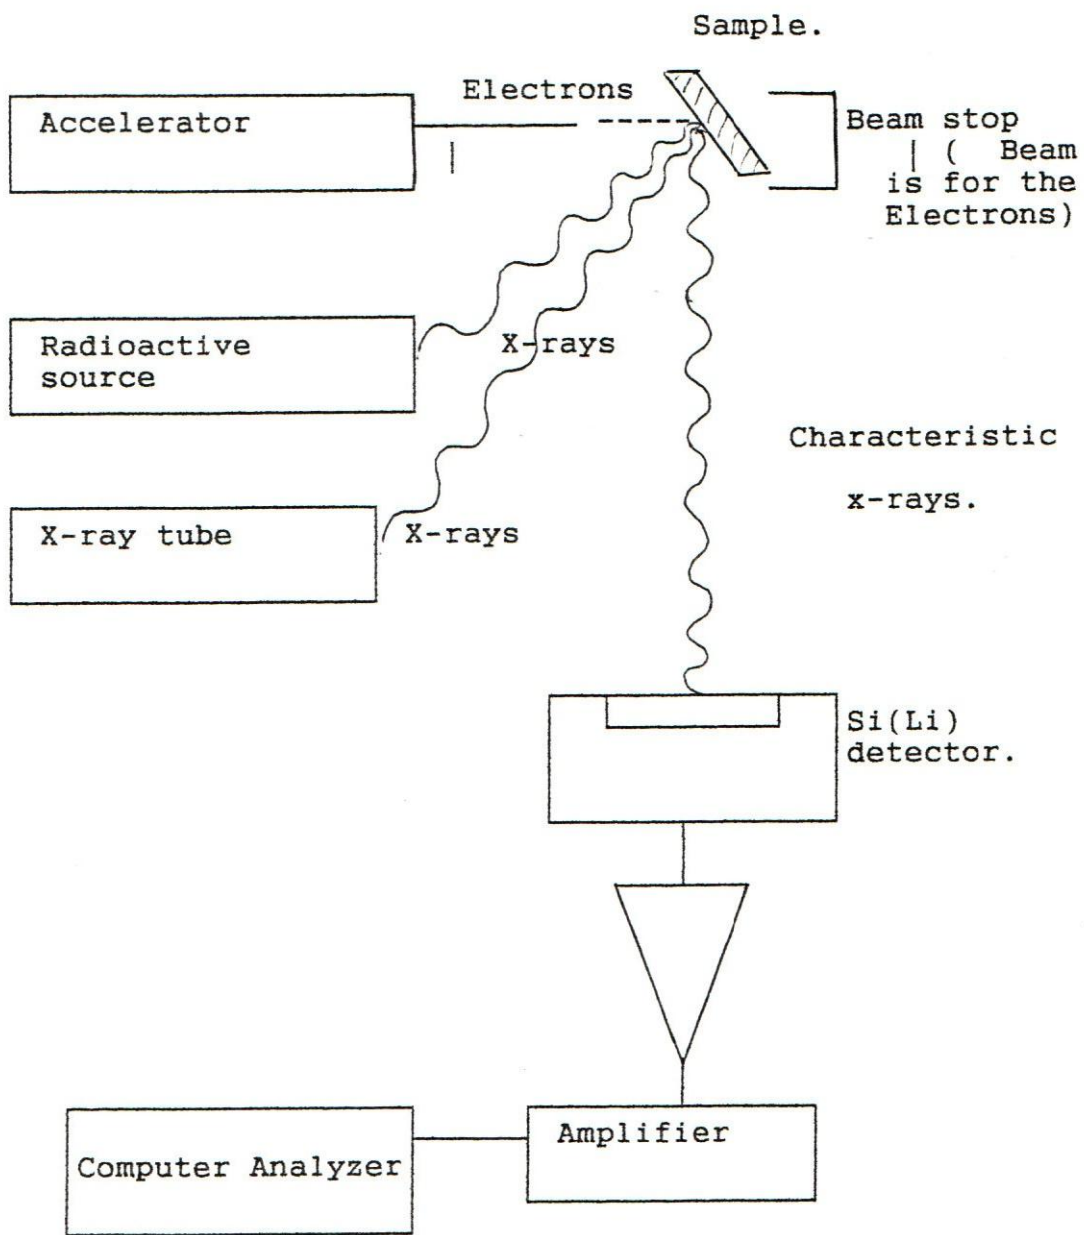 Sample.
Electrons
Accelerator
Beam stop
| ( Beam
is for the
Electrons)
Radioactive
source
X-rays
Characteristic
x-rays.
X-ray tube
X-rays
Si(Li)
detector.
Amplifier
Computer Analyzer